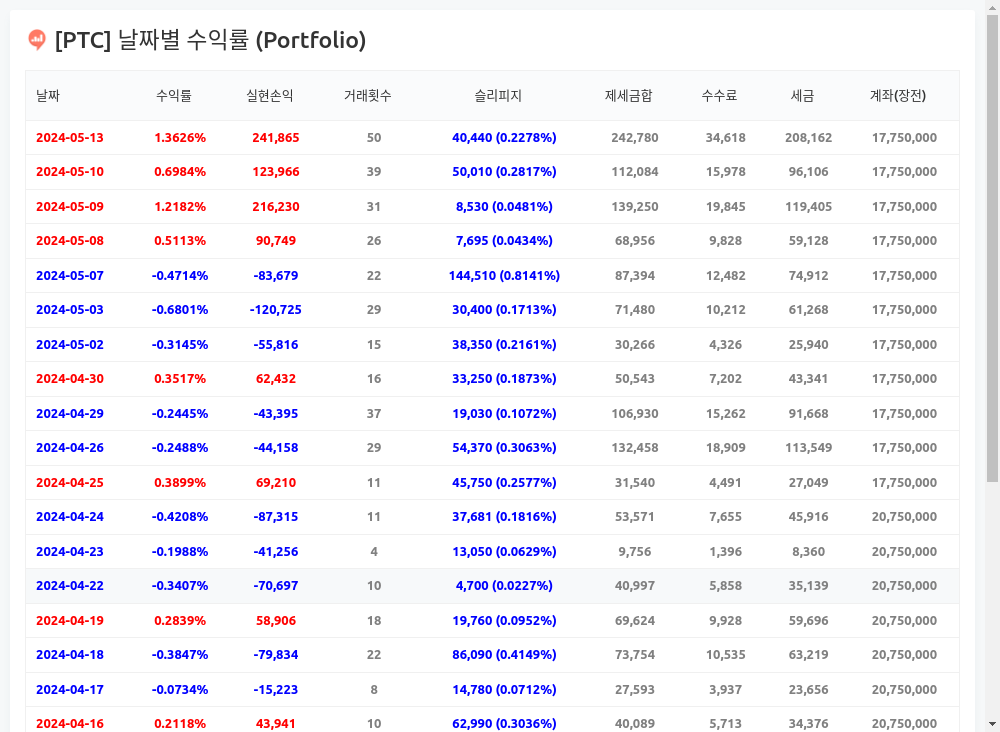 [PTC] 날짜별 수익률 (Portfolio)
날짜 수익률 실현손익 거래횟수 슬리피지 제세금합 수수료 세금 계좌(장전)
2024-05-13 1.3626% 241,865 50 40,440 (0.2278%) 242,780 34,618 208,162 17,750,000
2024-05-10 0.6984% 123,966 39 50,010 (0.2817%) 112,084 15,978 96,106 17,750,000
2024-05-09 1.2182% 216,230 31 8,530 (0.0481%) 139,250 19,845 119,405 17,750,000
2024-05-08 0.5113% 90,749 26 7,695 (0.0434%) 68,956 9,828 59,128 17,750,000
2024-05-07 -0.4714% -83,679 22 144,510 (0.8141%) 87,394 12,482 74,912 17,750,000
2024-05-03 -0.6801% -120,725 29 30,400 (0.1713%) 71,480 10,212 61,268 17,750,000
2024-05-02 -0.3145% -55,816 15 38,350 (0.2161%) 30,266 4,326 25,940 17,750,000
2024-04-30 0.3517% 62,432 16 33,250 (0.1873%) 50,543 7,202 43,341 17,750,000
2024-04-29 -0.2445% -43,395 37 19,030 (0.1072%) 106,930 15,262 91,668 17,750,000
2024-04-26 -0.2488% -44,158 29 54,370 (0.3063%) 132,458 18,909 113,549 17,750,000
2024-04-25 0.3899% 69,210 11 45,750 (0.2577%) 31,540 4,491 27,049 17,750,000
2024-04-24 -0.4208% -87,315 11 37,681 (0.1816%) 53,571 7,655 45,916 20,750,000
2024-04-23 -0.1988% -41,256 4 13,050 (0.0629%) 9,756 1,396 8,360 20,750,000
2024-04-22 -0.3407% -70,697 10 4,700 (0.0227%) 40,997 5,858 35,139 20,750,000
2024-04-19 0.2839% 58,906 18 19,760 (0.0952%) 69,624 9,928 59,696 20,750,000
2024-04-18 -0.3847% -79,834 22 86,090 (0.4149%) 73,754 10,535 63,219 20,750,000
2024-04-17 -0.0734% -15,223 8 14,780 (0.0712%) 27,593 3,937 23,656 20,750,000
2024-04-16 0.2118% 43,941 10 62,990 (0.3036%) 40,089 5,713 34,376 20,750,000